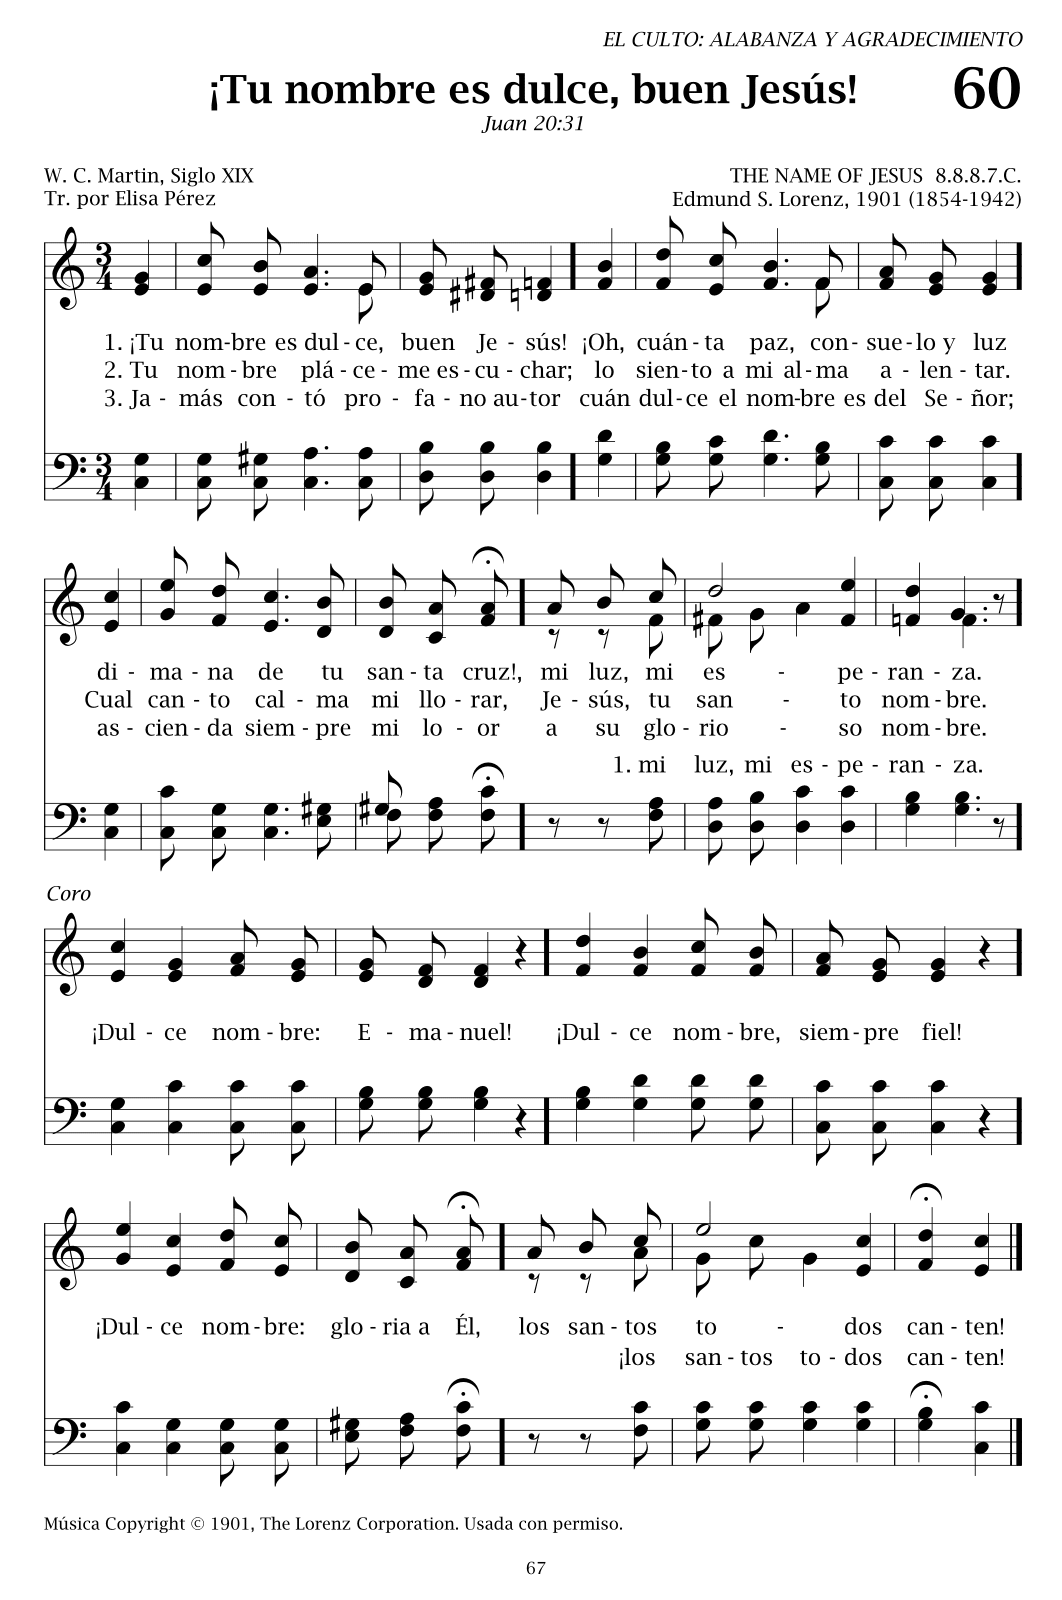 EL CULTO: ALABANZA Y AGRADECIMIENTO
¡Tu nombre es dulce, buen Jesús! 60
Juan 20:31
W. C. Martin, Siglo XIX THE NAME OF JESUS 8.8.8.7.C.
Tr. por Elisa Pérez Edmund S. Lorenz, 1901 (1854-1942)
3 4
1. ¡Tu nom-bre es dul-ce, buen Je - sús! ¡Oh, cuán-ta paz, con-sue-lo y luz
2. Tu nom-bre plá-ce-me es-cu-char; lo sien-to a mi al-ma a-len-tar.
3. Ja-más con-tó pro-fa-no au-tor cuán dul-ce el nom-bre es del Se-ñor;
3 4
di-ma-na de tu san-ta cruz!, mi luz, mi es - pe-ran-za.
Cual can-to cal-ma mi llo-rar, Je-sús, tu san - to nom-bre.
as-cien-da siem-pre mi lo-or a su glo-rio - so nom-bre.
1. mi luz, mi es-pe-ran-za.
Coro
¡Dul-ce nom-bre: E-ma-nuel! ¡Dul-ce nom-bre, siem-pre fiel!
¡Dul-ce nom-bre: glo-ria a Él, los san-tos to - dos can-ten!
¡los san-tos to-dos can-ten!
Música Copyright © 1901, The Lorenz Corporation. Usada con permiso.
67